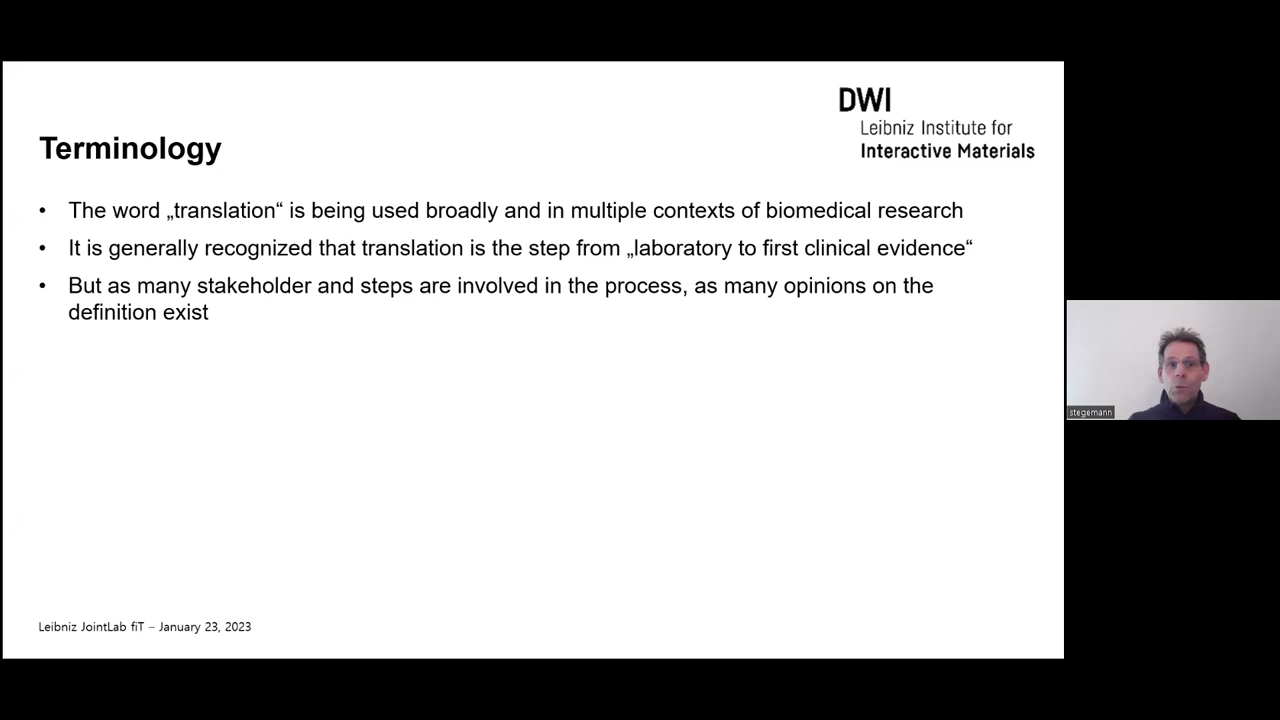 DWI
Leibniz Institute for
Interactive Materials
Terminology
• The word „translation“ is being used broadly and in multiple contexts of biomedical research
• It is generally recognized that translation is the step from „laboratory to first clinical evidence“
• But as many stakeholder and steps are involved in the process, as many opinions on the
definition exist
stegemann
Leibniz JointLab fiT – January 23, 2023